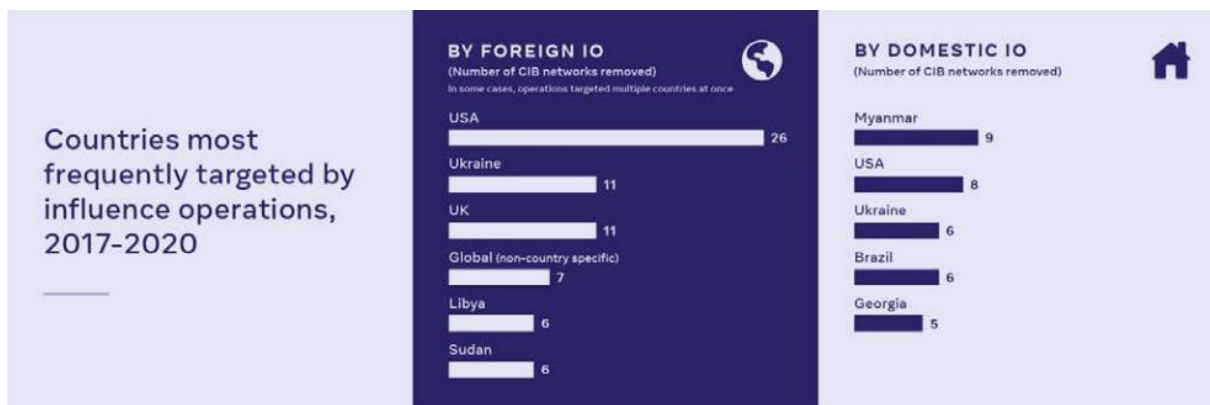 Countries most
frequently targeted by
influence operations,
2017-2020
BY FOREIGN IO
(Number of CIB networks removed)
In some cases, operations targeted multiple countries at once
USA
26
Ukraine
11
UK
11
Global (non-country specific)
7
Libya
6
Sudan
6
BY DOMESTIC IO
(Number of CIB networks removed)
Myanmar
9
USA
8
Ukraine
6
Brazil
6
Georgia
5